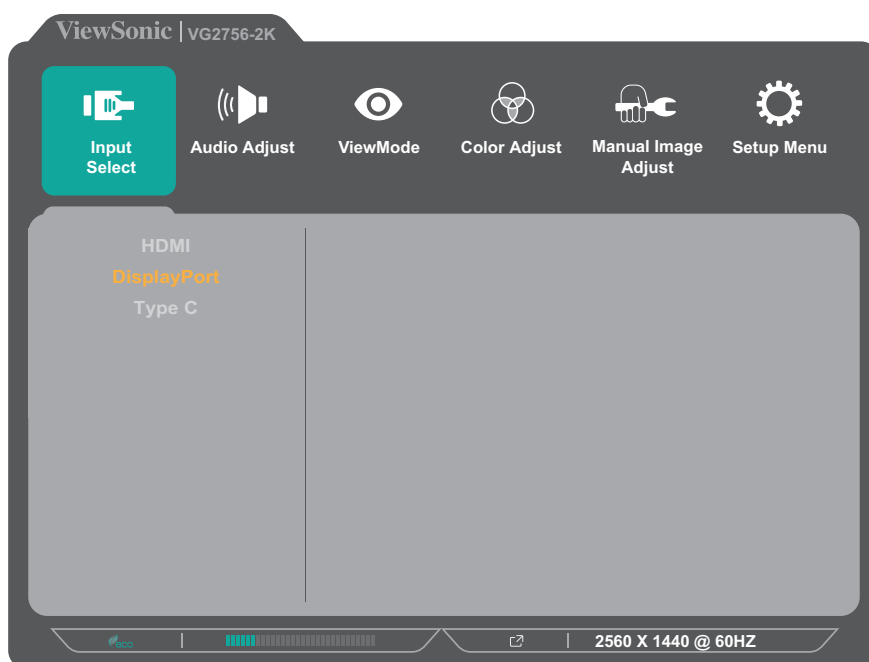 ViewSonic | VG2756-2K
Input Select
Audio Adjust
ViewMode
Color Adjust
Manual Image Adjust
Setup Menu
HDMI
DisplayPort
Type C
eco
2560 X 1440 @ 60HZ